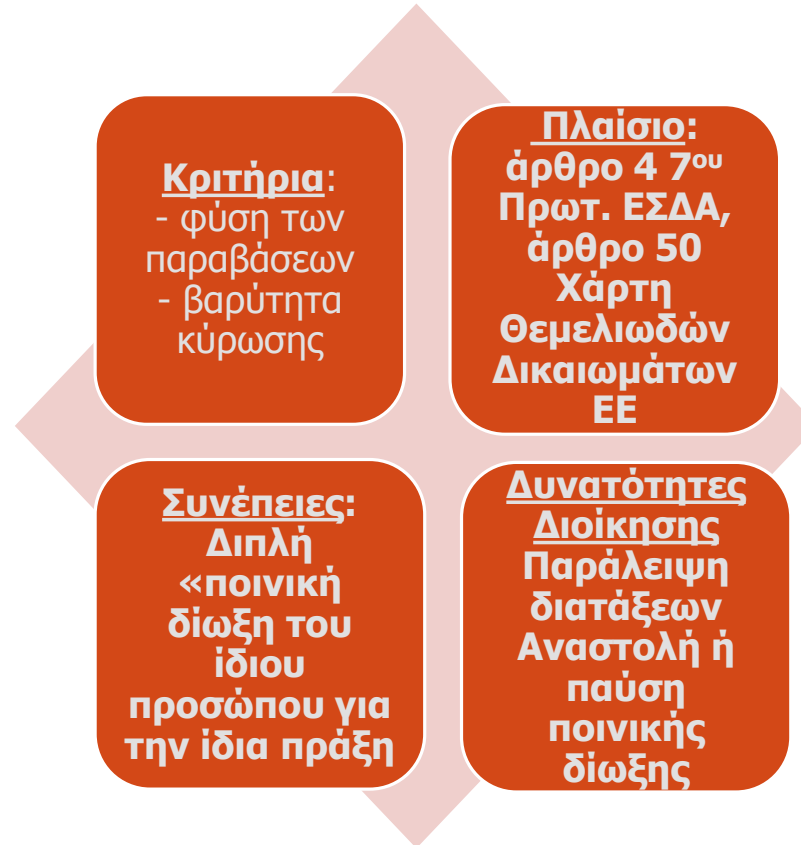 Κριτήρια:
- φύση των
παραβάσεων
- βαρύτητα
κύρωσης
Πλαίσιο:
άρθρο 4 7ου
Πρωτ. ΕΣΔΑ,
άρθρο 50
Χάρτη
Θεμελιωδών
Δικαιωμάτων
ΕΕ
Συνέπειες:
Διπλή
«ποινική
δίωξη του
ίδιου
προσώπου για
την ίδια πράξη
Δυνατότητες
Διοίκησης
Παράλειψη
διατάξεων
Αναστολή ή
παύση
ποινικής
δίωξης